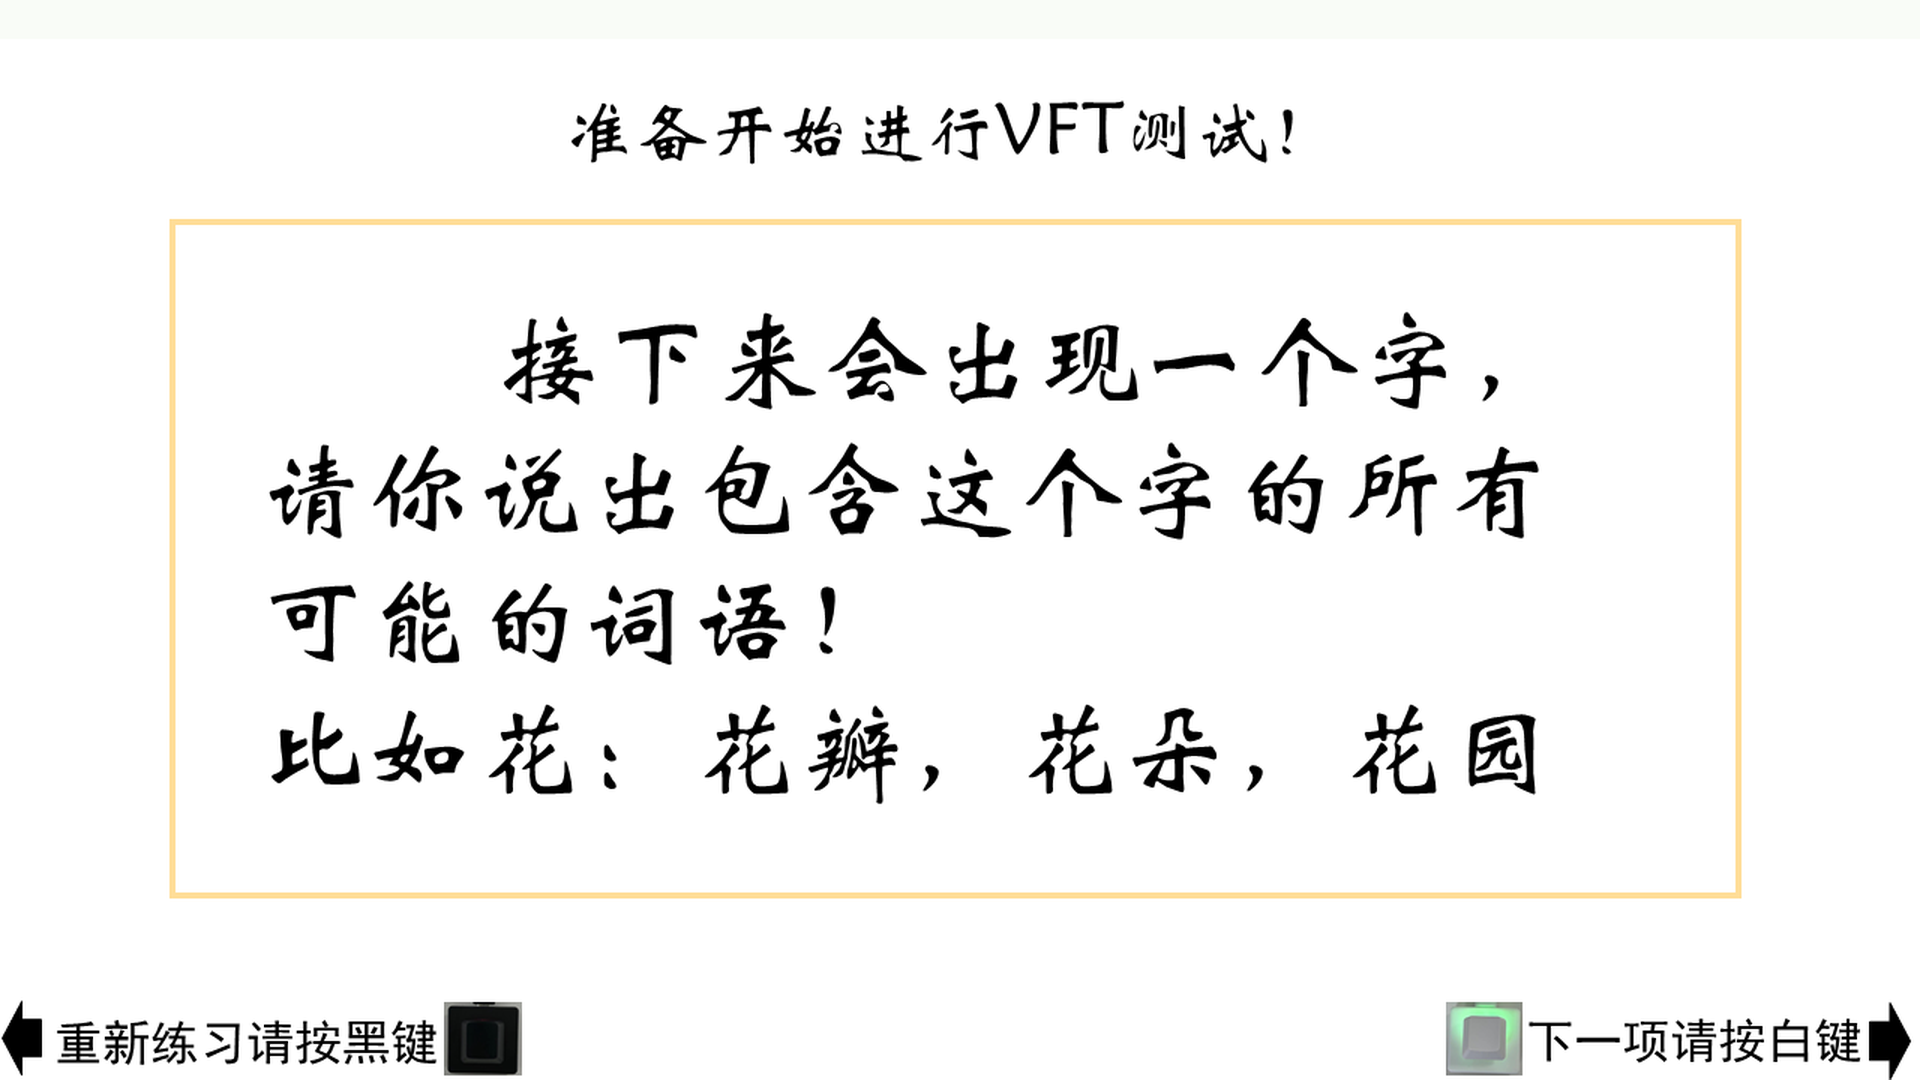 准备开始进行VFT测试！
接下来会出现一个字，
请你说出包含这个字的所有
可能的词语！
比如花：花瓣，花朵，花园
重新练习请按黑键
下一项请按白键